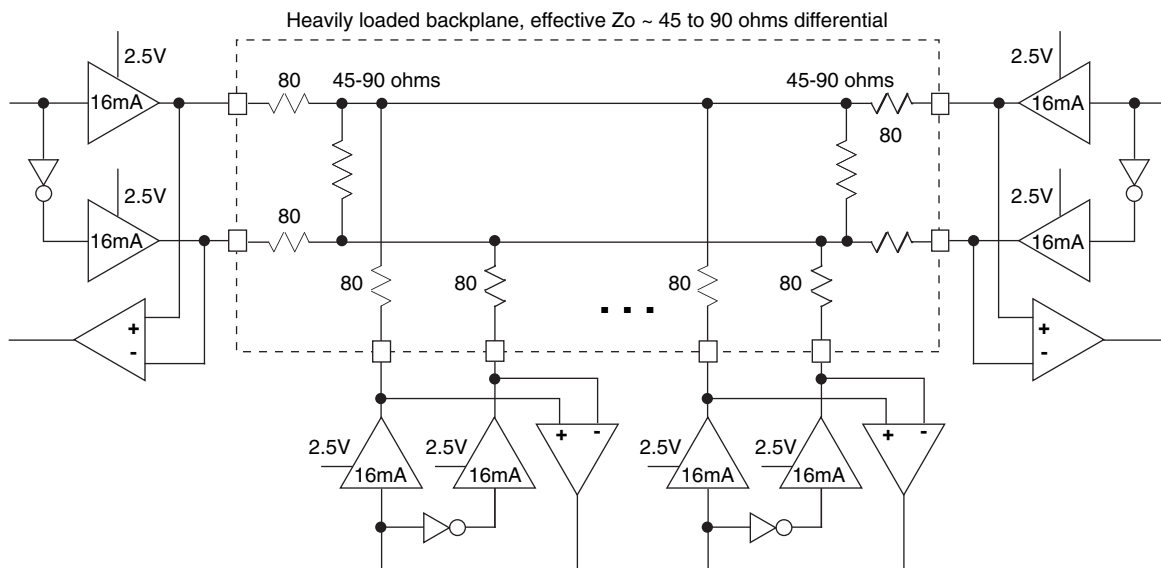 Heavily loaded backplane, effective Zo ~ 45 to 90 ohms differential
2.5V
2.5V
80
45-90 ohms
45-90 ohms
16mA
16mA
80
2.5V
2.5V
80
16mA
16mA
80
80
80
80
+
-
. . .
+
-
+
-
+
-
2.5V
2.5V
2.5V
2.5V
16mA
16mA
16mA
16mA